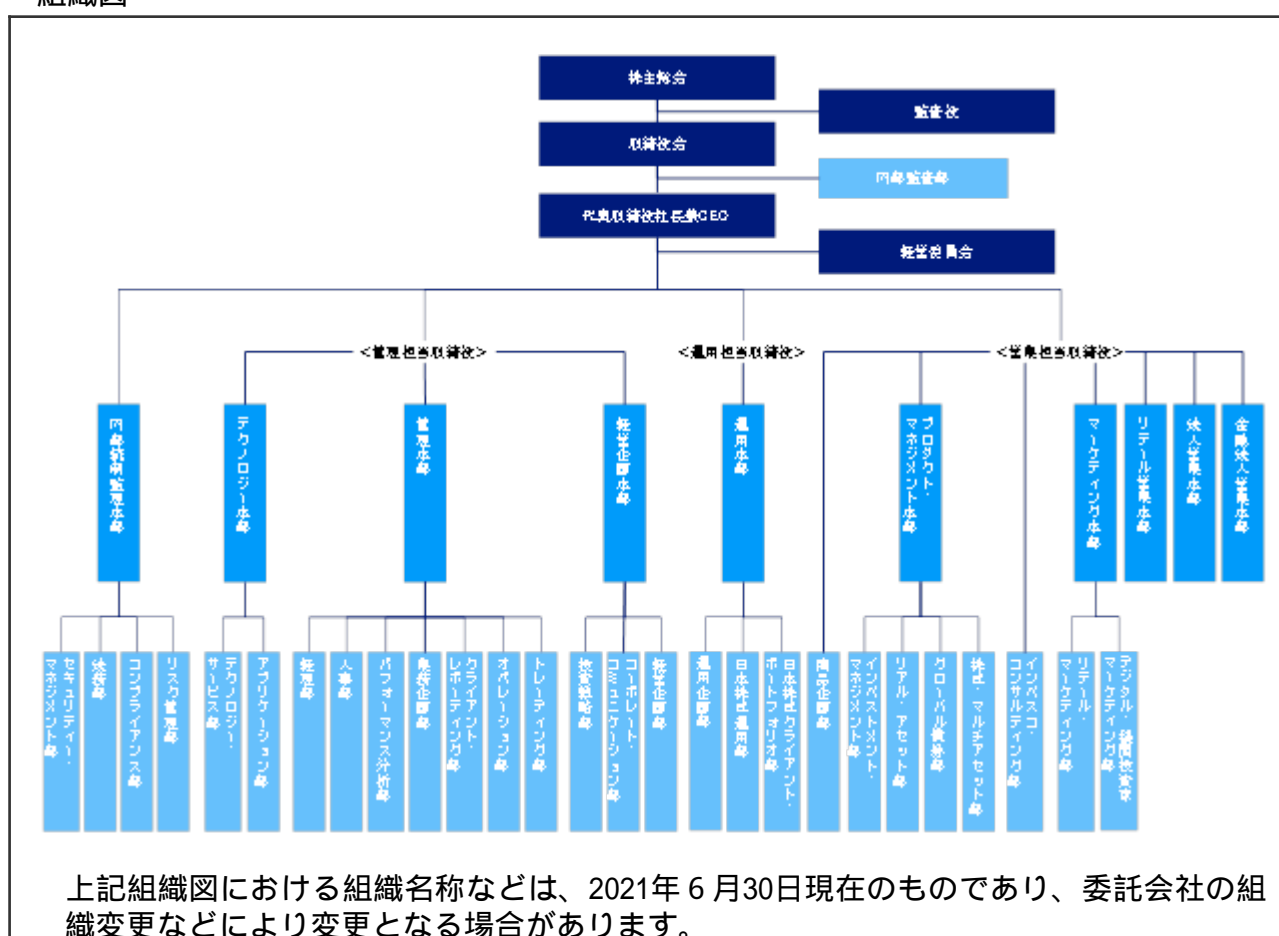 組織図
株主総会
監査役
取締役会
内部監査部
代表取締役社長兼CEO
経営委員会
<管理担当取締役>
<運用担当取締役>
<営業担当取締役>
内部統制監理本部
テクノロジー本部
管理本部
経営企画本部
運用本部
プロダクト・
マネジメント本部
マーケティング本部
リテール営業本部
法人営業本部
金融法人営業本部
セキュリティー・
マネジメント部
法務部
コンプライアンス部
リスク管理部
テクノロジー・
サービス部
アプリケーション部
経理部
人事部
パフォーマンス分析部
業務企画部
クライアント・
レポーティング部
オペレーション部
トレーディング部
投資戦略部
コーポレート・
コミュニケーション部
経営企画部
運用企画部
日本株式運用部
日本株式クライアント・
ポートフォリオ部
商品企画部
インベストメント・
マネジメント部
リアル・アセット部
グローバル債券部
株式・マルチアセット部
インベスコ・
コンサルティング部
リテール・
マーケティング部
デジタル・機関投資家
マーケティング部
上記組織図における組織名称などは、2021年6月30日現在のものであり、委託会社の組
織変更などにより変更となる場合があります。